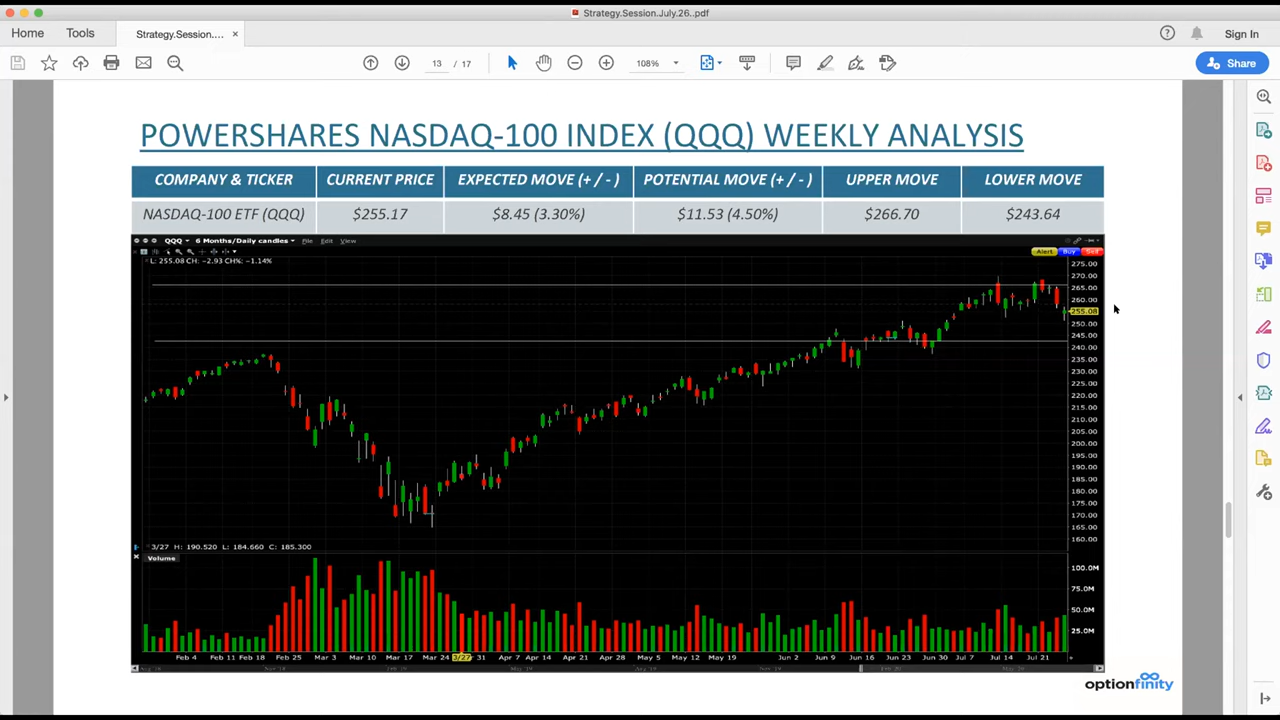 Strategy.Session.July.26..pdf
Home Tools Strategy.Session.... × Sign In
13 / 17 108% Share
POWERSHARES NASDAQ-100 INDEX (QQQ) WEEKLY ANALYSIS
COMPANY & TICKER CURRENT PRICE EXPECTED MOVE (+ / - ) POTENTIAL MOVE (+ / - ) UPPER MOVE LOWER MOVE
NASDAQ-100 ETF (QQQ) $255.17 $8.45 (3.30%) $11.53 (4.50%) $266.70 $243.64
QQQ 6 Months/Daily candles File Edit View
Alert Buy Sell
L: 255.08 CH: -2.93 CH%: -1.14%
275.00
270.00
265.00
260.00
255.08
250.00
245.00
240.00
235.00
230.00
225.00
220.00
215.00
210.00
205.00
200.00
195.00
190.00
185.00
180.00
175.00
170.00
165.00
160.00
3/27 H: 190.520 L: 184.660 C: 185.300
Volume
100.0M
75.0M
50.0M
25.0M
Feb 4 Feb 11 Feb 18 Feb 25 Mar 3 Mar 10 Mar 17 Mar 24 3/27 31 Apr 7 Apr 14 Apr 21 Apr 28 May 5 May 12 May 19 Jun 2 Jun 9 Jun 16 Jun 23 Jun 30 Jul 7 Jul 14 Jul 21
optionfinity